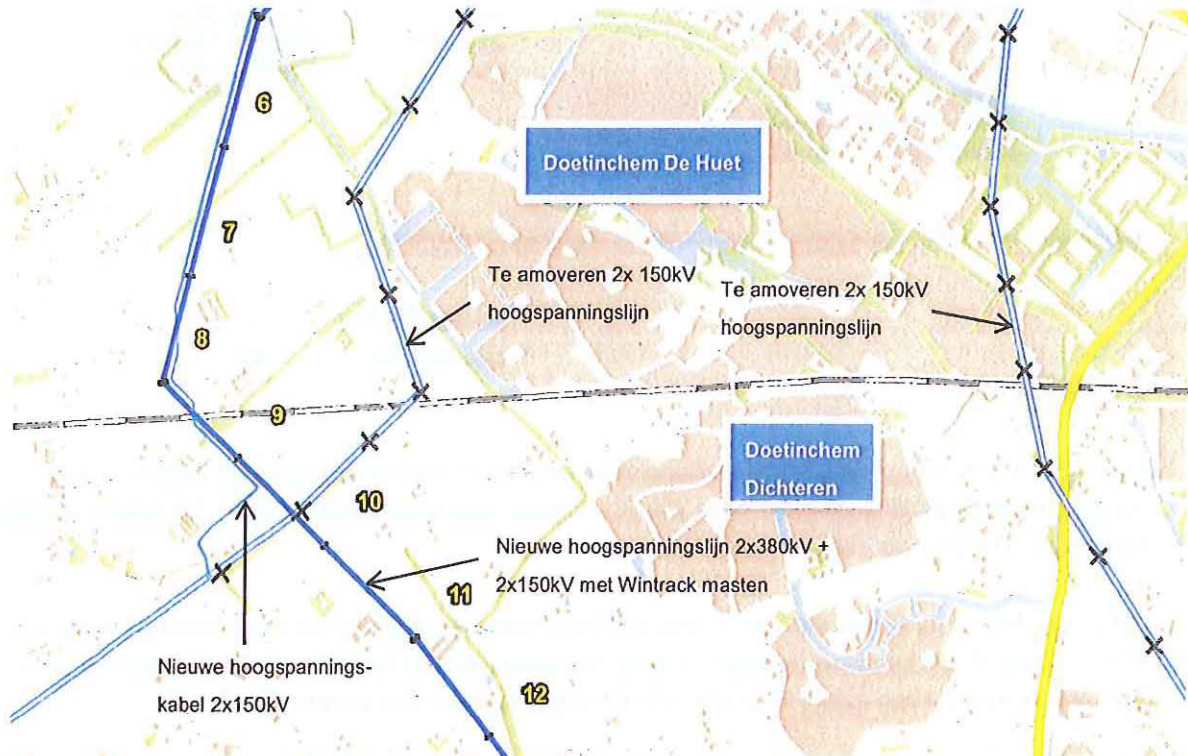 6
Doetinchem De Huet
7
Te amoveren 2x 150kV
hoogspanningslijn
Te amoveren 2x 150kV
hoogspanningslijn
8
9
Doetinchem
Dichteren
10
Nieuwe hoogspanningslijn 2x380kV +
2x150kV met Wintrack masten
11
Nieuwe hoogspannings-
kabel 2x150kV
12